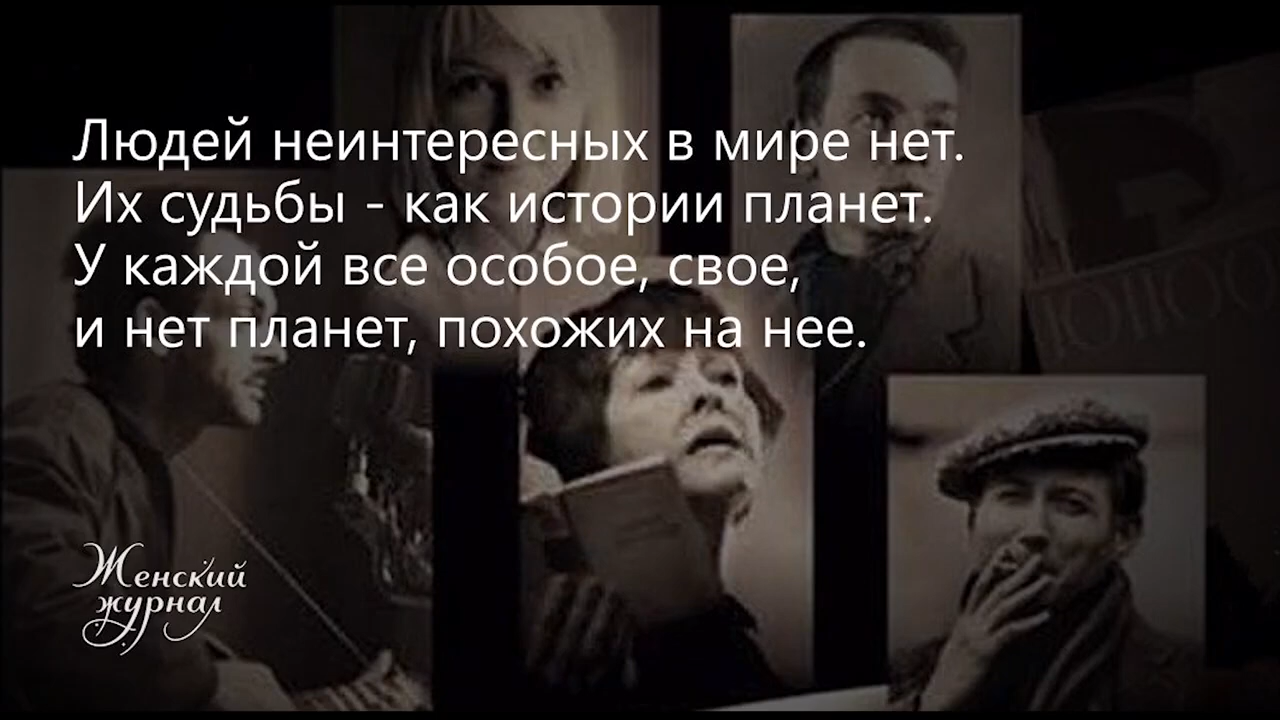 Людей неинтересных в мире нет.
Их судьбы - как истории планет.
У каждой все особое, свое,
и нет планет, похожих на нее.
Женский
журнал